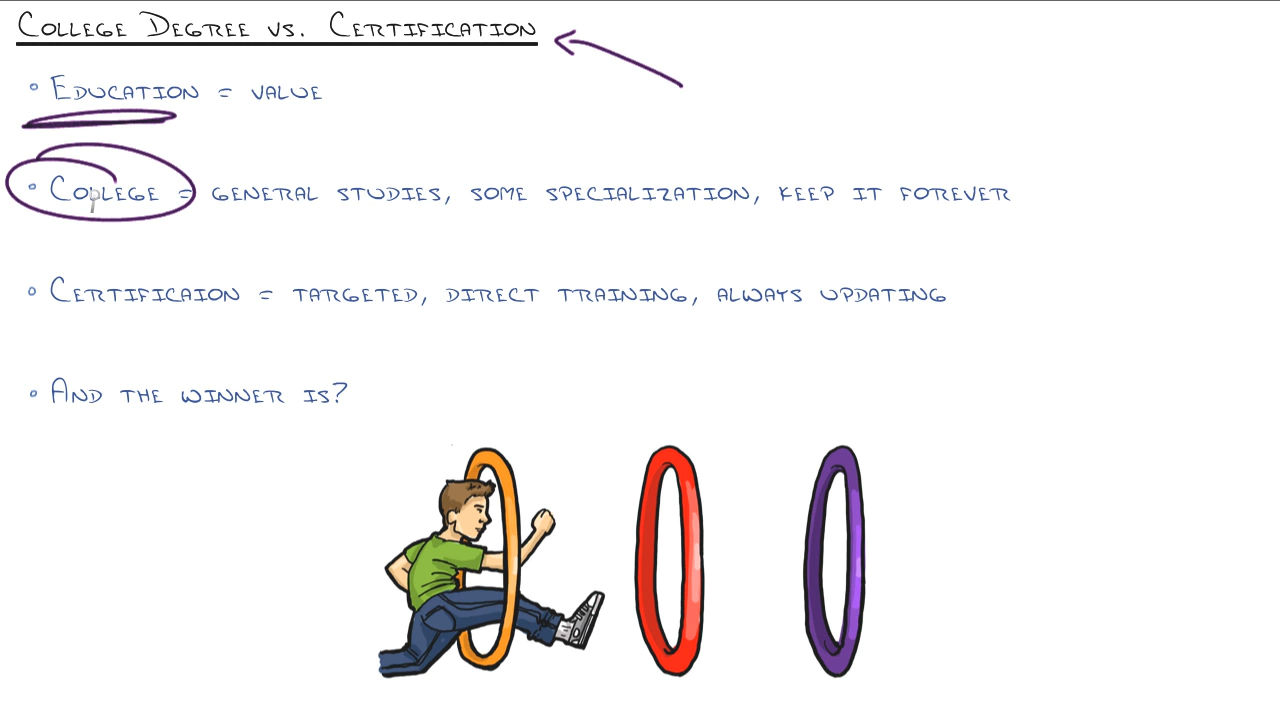 College Degree vs. Certification
• Education = value
• College = general studies, some specialization, keep it forever
• Certificaion = targeted, direct training, always updating
• And the winner is?